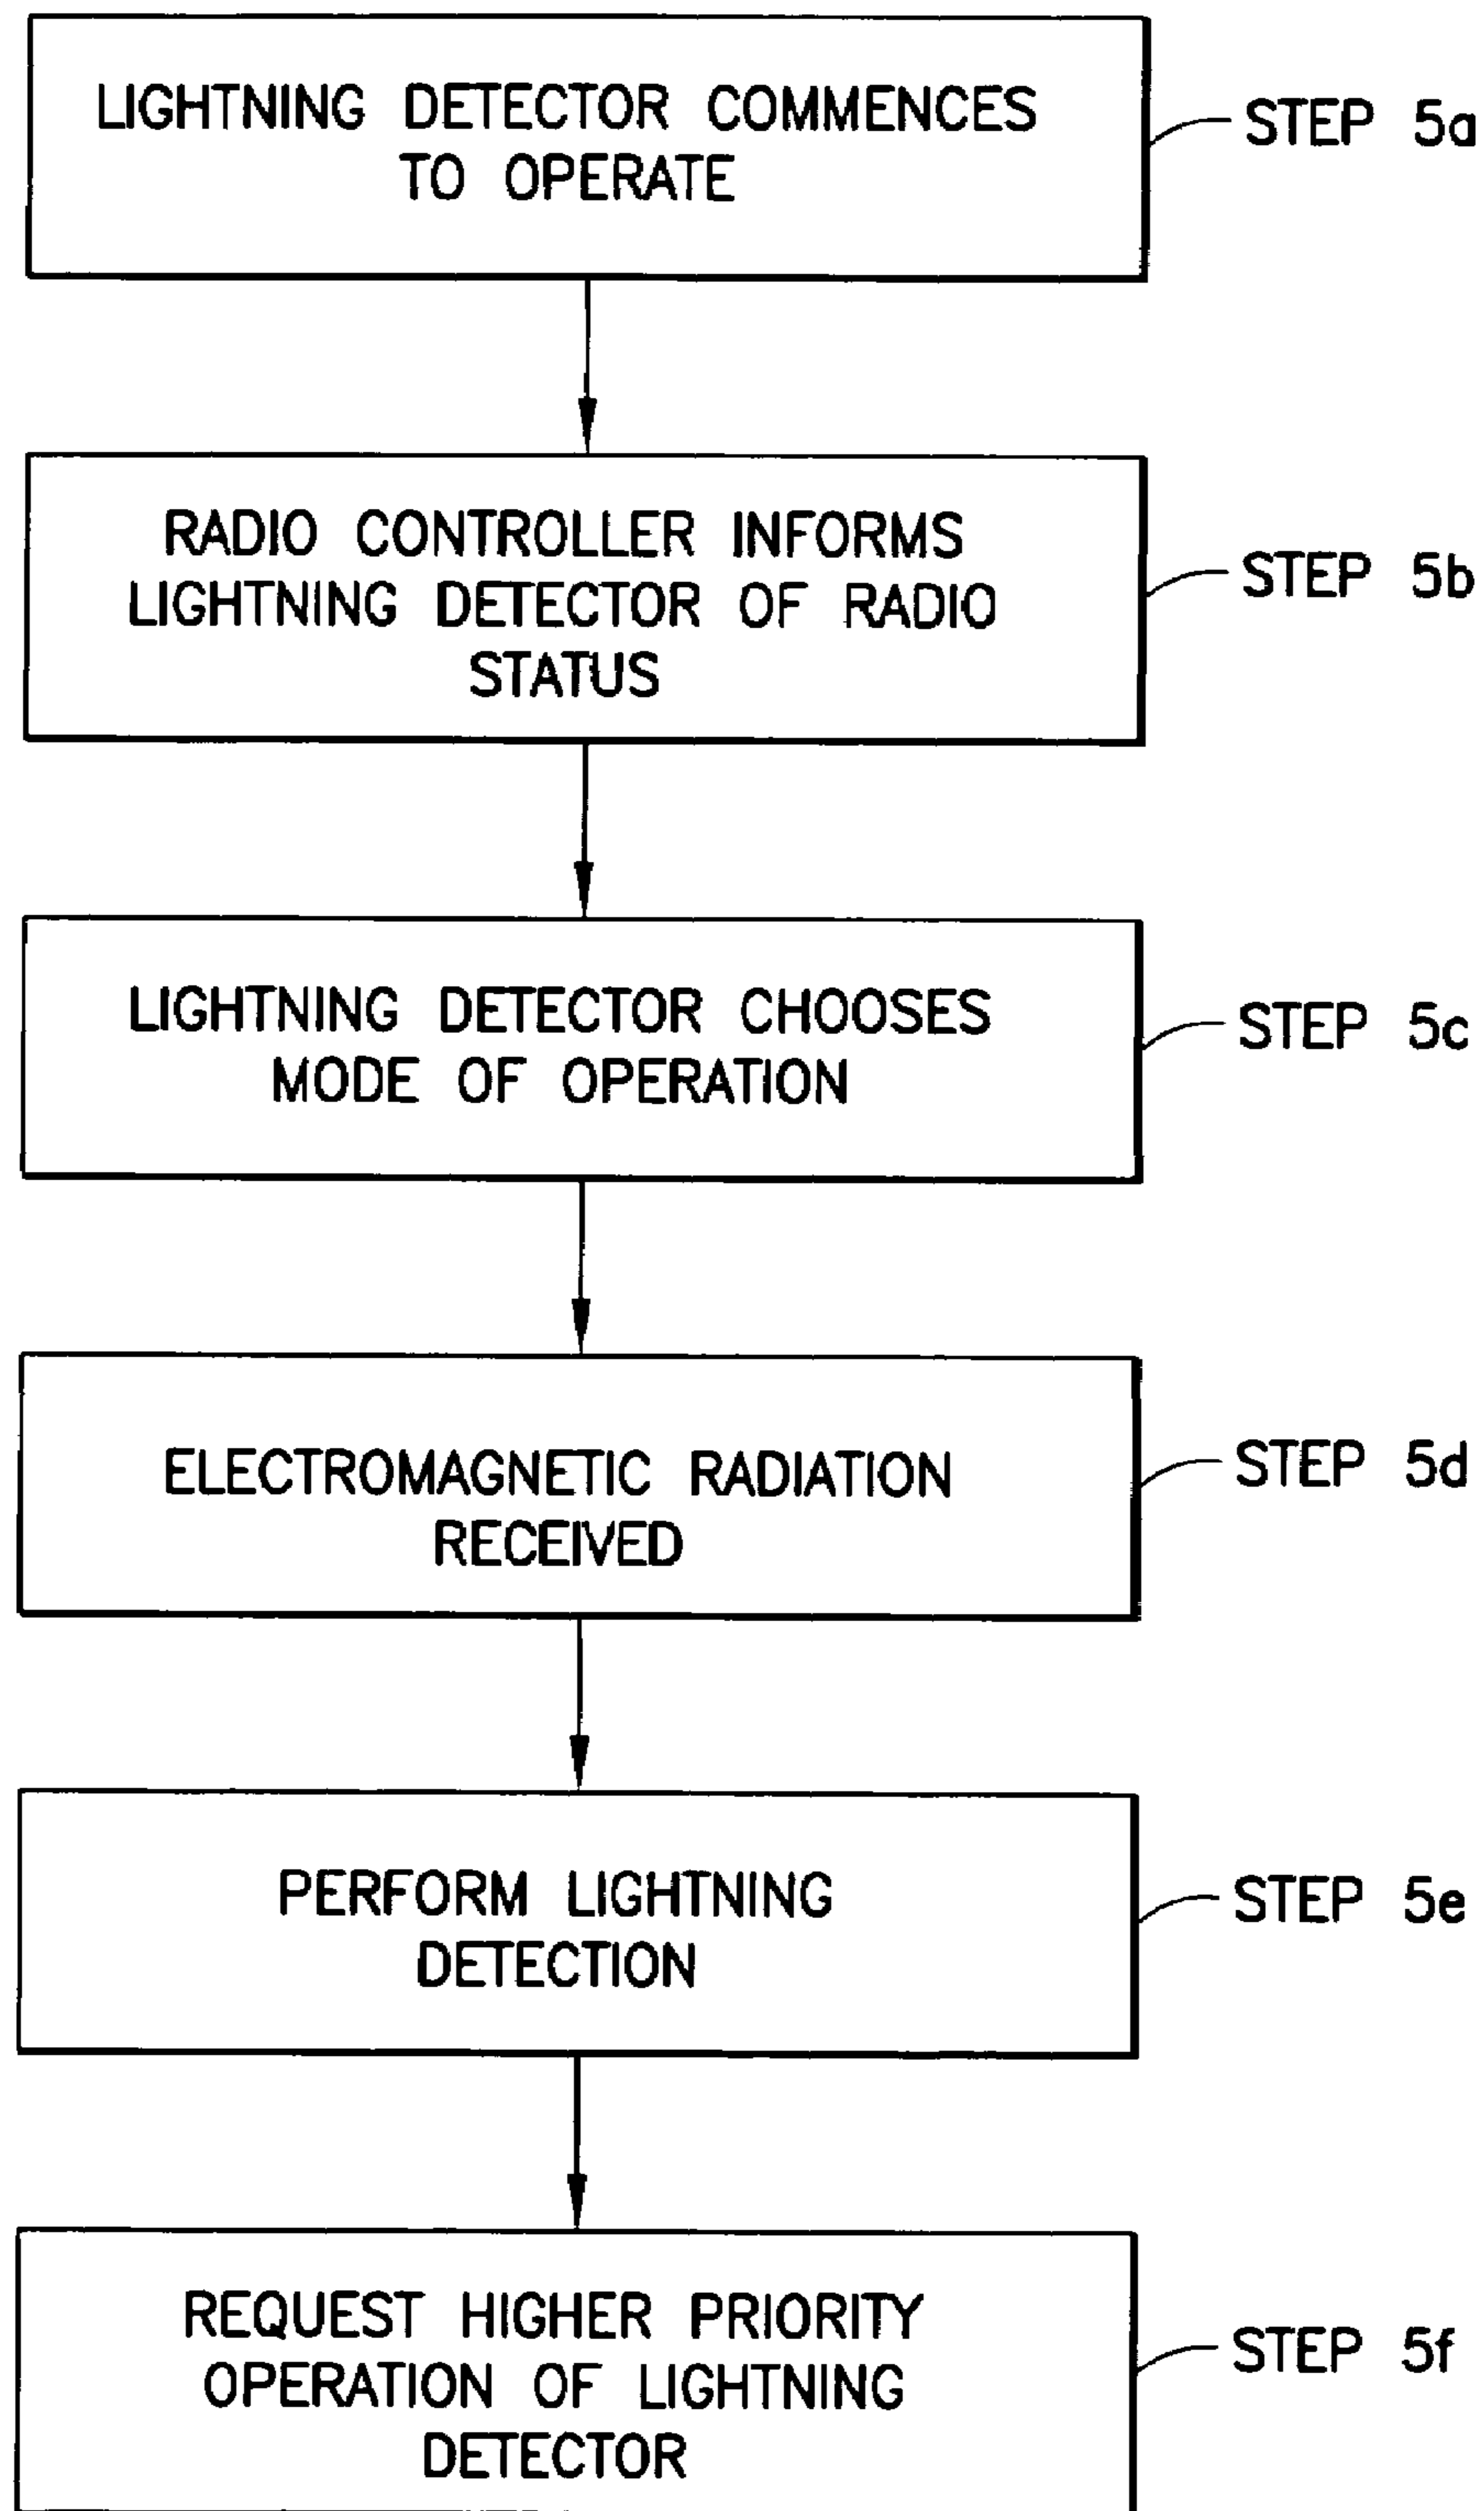 LIGHTNING DETECTOR COMMENCES
TO OPERATE
STEP 5a
RADIO CONTROLLER INFORMS
LIGHTNING DETECTOR OF RADIO
STATUS
STEP 5b
LIGHTNING DETECTOR CHOOSES
MODE OF OPERATION
STEP 5c
ELECTROMAGNETIC RADIATION
RECEIVED
STEP 5d
PERFORM LIGHTNING
DETECTION
STEP 5e
REQUEST HIGHER PRIORITY
OPERATION OF LIGHTNING
DETECTOR
STEP 5f